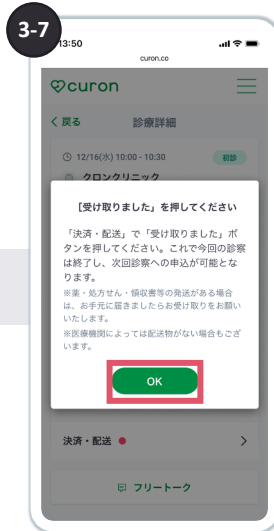 3-7
13:50
curon.co
curon
戻る
診療詳細
12/16(水) 10:00 - 10:30
初診
クロンクリニック
[受け取りました」を押してください
「決済・配送」で「受け取りました」ボ
タンを押してください。これで今回の診察
は終了し、次回診察への申込が可能とな
ります。
※薬・処方せん・領収書等の発送がある場合
は、お手元に届きましたらお受け取りをお願い
いたします。
※医療機関によっては配送物がない場合もござ
います。
OK
決済・配送
フリートーク